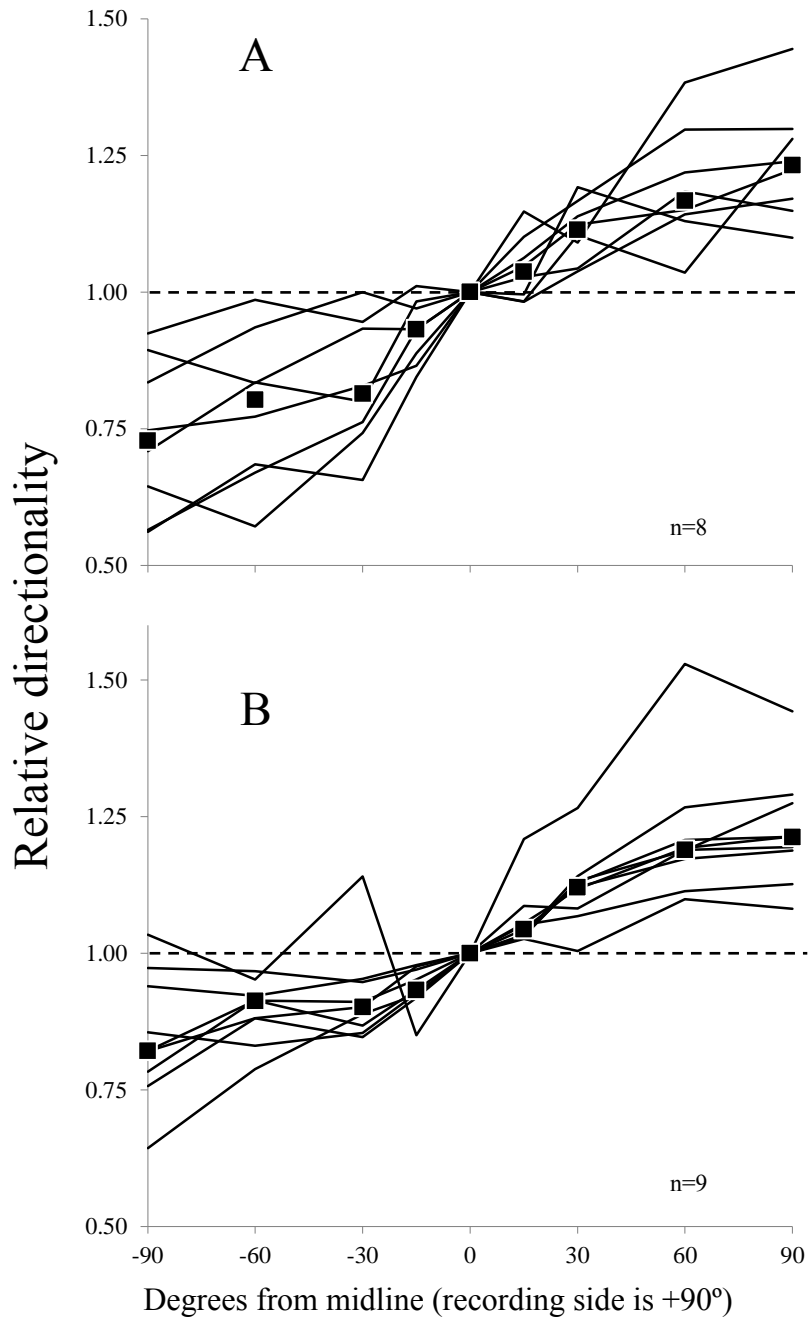 Relative directionality
1.50
A
1.25
1.00
0.75
n=8
0.50
1.50
B
1.25
1.00
0.75
n=9
0.50
-90 -60 -30 0 30 60 90
Degrees from midline (recording side is +90º)